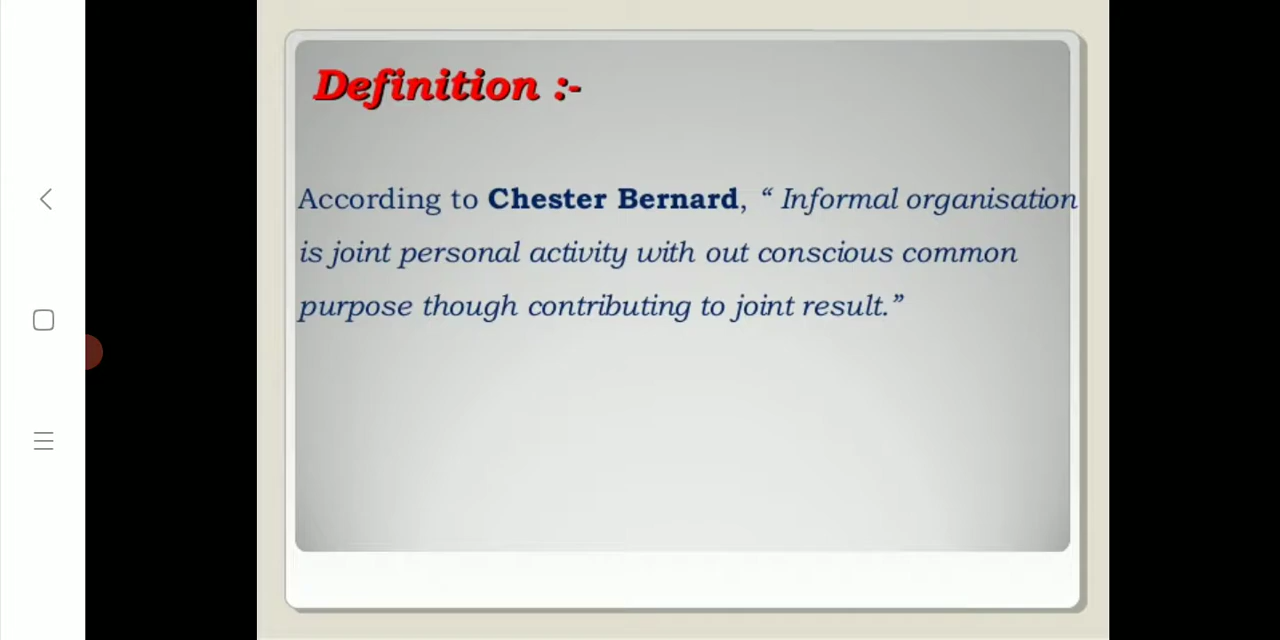 Definition :-
According to Chester Bernard, “ Informal organisation
is joint personal activity with out conscious common
purpose though contributing to joint result.”